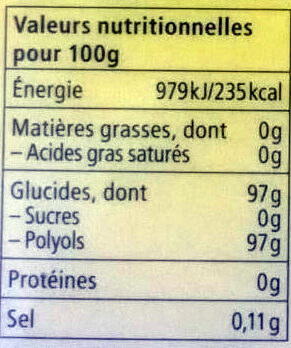 Valeurs nutritionnelles
pour 100g
Énergie 979kJ/235kcal
Matières grasses, dont 0g
– Acides gras saturés 0g
Glucides, dont 97g
– Sucres 0g
– Polyols 97g
Protéines 0g
Sel 0,11g